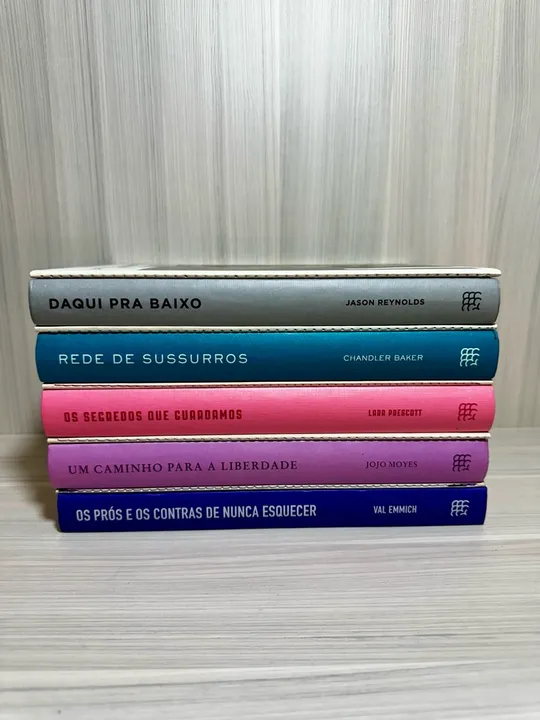 DAQUI PRA BAIXO JASON REYNOLDS
REDE DE SUSSURROS CHANDLER BAKER
OS SEGREDOS QUE GUARDAMOS LARA PRESCOTT
UM CAMINHO PARA A LIBERDADE JOJO MOYES
OS PRÓS E OS CONTRAS DE NUNCA ESQUECER VAL EMMICH